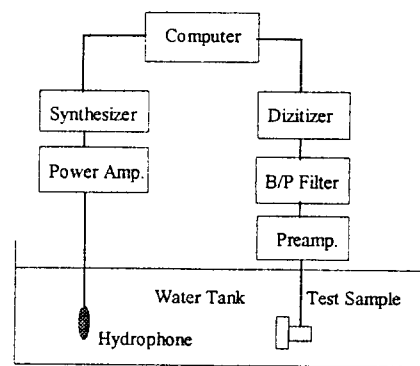 Computer
Synthesizer
Dizitizer
Power Amp.
B/P Filter
Preamp.
Water Tank
Test Sample
Hydrophone